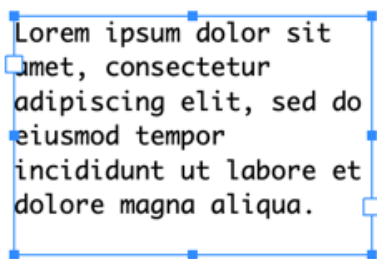 Lorem ipsum dolor sit
amet, consectetur
adipiscing elit, sed do
eiusmod tempor
incididunt ut labore et
dolore magna aliqua.